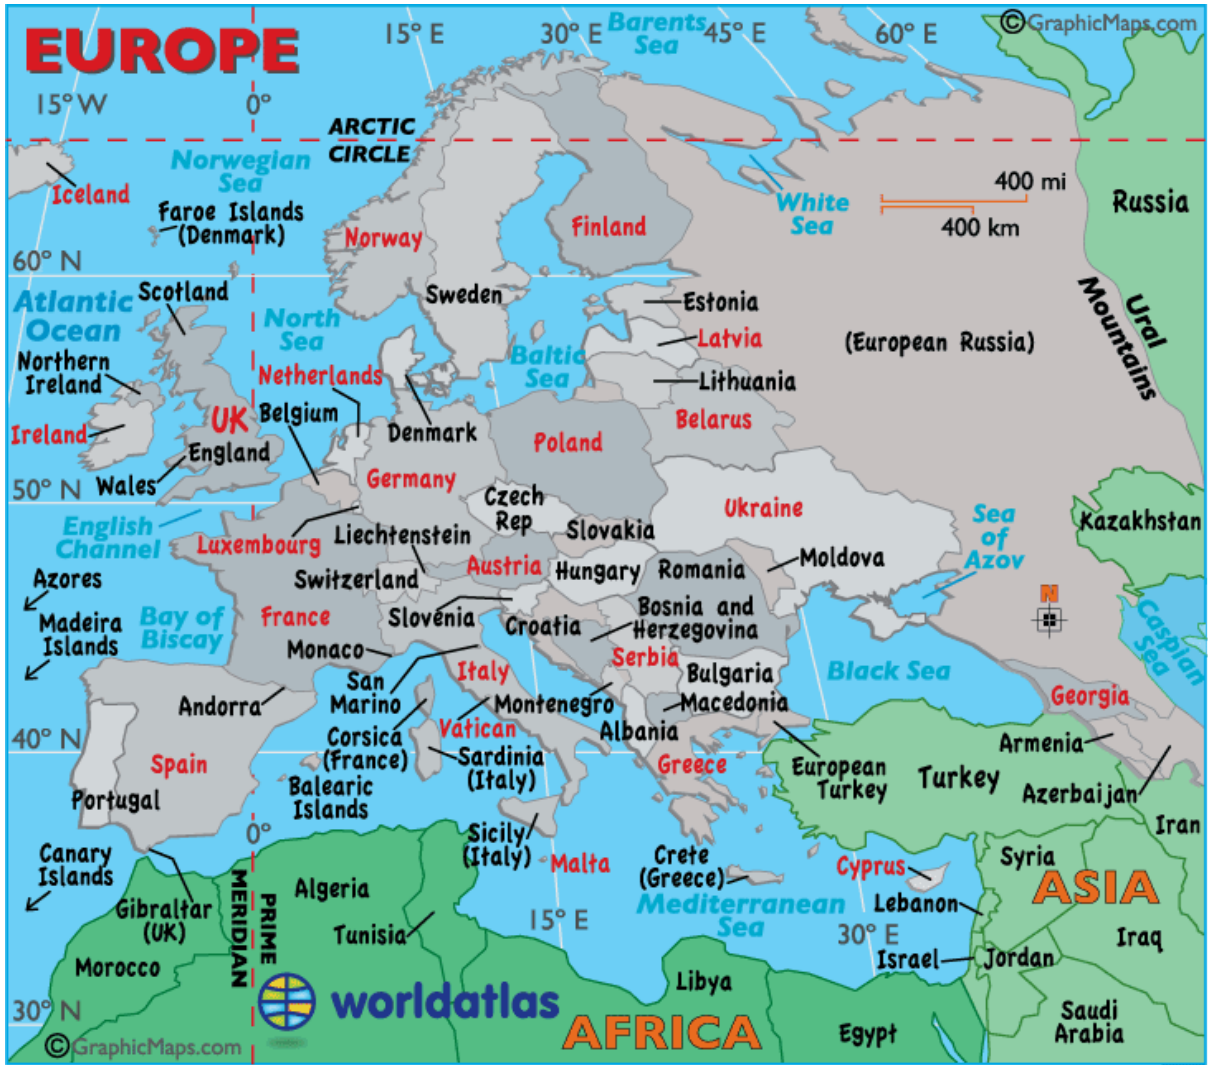 EUROPE
15° E
30° E
Barents
Sea
45° E
60° E
©GraphicMaps.com
15° W
0°
ARCTIC
CIRCLE
Norwegian
Sea
Iceland
Faroe Islands
(Denmark)
Norway
Finland
White
Sea
400 mi
400 km
Russia
60° N
Scotland
Atlantic
Ocean
North
Sea
Sweden
Estonia
Latvia
(European Russia)
Ural
Mountains
Northern
Ireland
Netherlands
Baltic
Sea
Lithuania
Ireland
UK
Belgium
Denmark
Poland
Belarus
England
Wales
Germany
50° N
Czech
Rep
Ukraine
English
Channel
Luxembourg
Liechtenstein
Slovakia
Sea
of
Azov
Kazakhstan
Azores
Switzerland
Austria
Hungary
Romania
Moldova
Madeira
Islands
Bay of
Biscay
France
Slovenia
Croatia
Bosnia and
Herzegovina
N
Caspian
Sea
Monaco
Serbia
Italy
Bulgaria
Black Sea
Andorra
San
Marino
Montenegro
Macedonia
Georgia
40° N
Corsica
(France)
Vatican
Albania
Armenia
Spain
Sardinia
(Italy)
Greece
European
Turkey
Turkey
Azerbaijan
Portugal
Balearic
Islands
Iran
0°
Sicily
(Italy)
Malta
Crete
(Greece)
Cyprus
Syria
Canary
Islands
ASIA
Gibraltar
(UK)
PRIME
MERIDIAN
Algeria
Mediterranean
Sea
Lebanon
15° E
30° E
Tunisia
Iraq
Morocco
Israel
Jordan
Libya
30° N
worldatlas
AFRICA
Egypt
Saudi
Arabia
©GraphicMaps.com